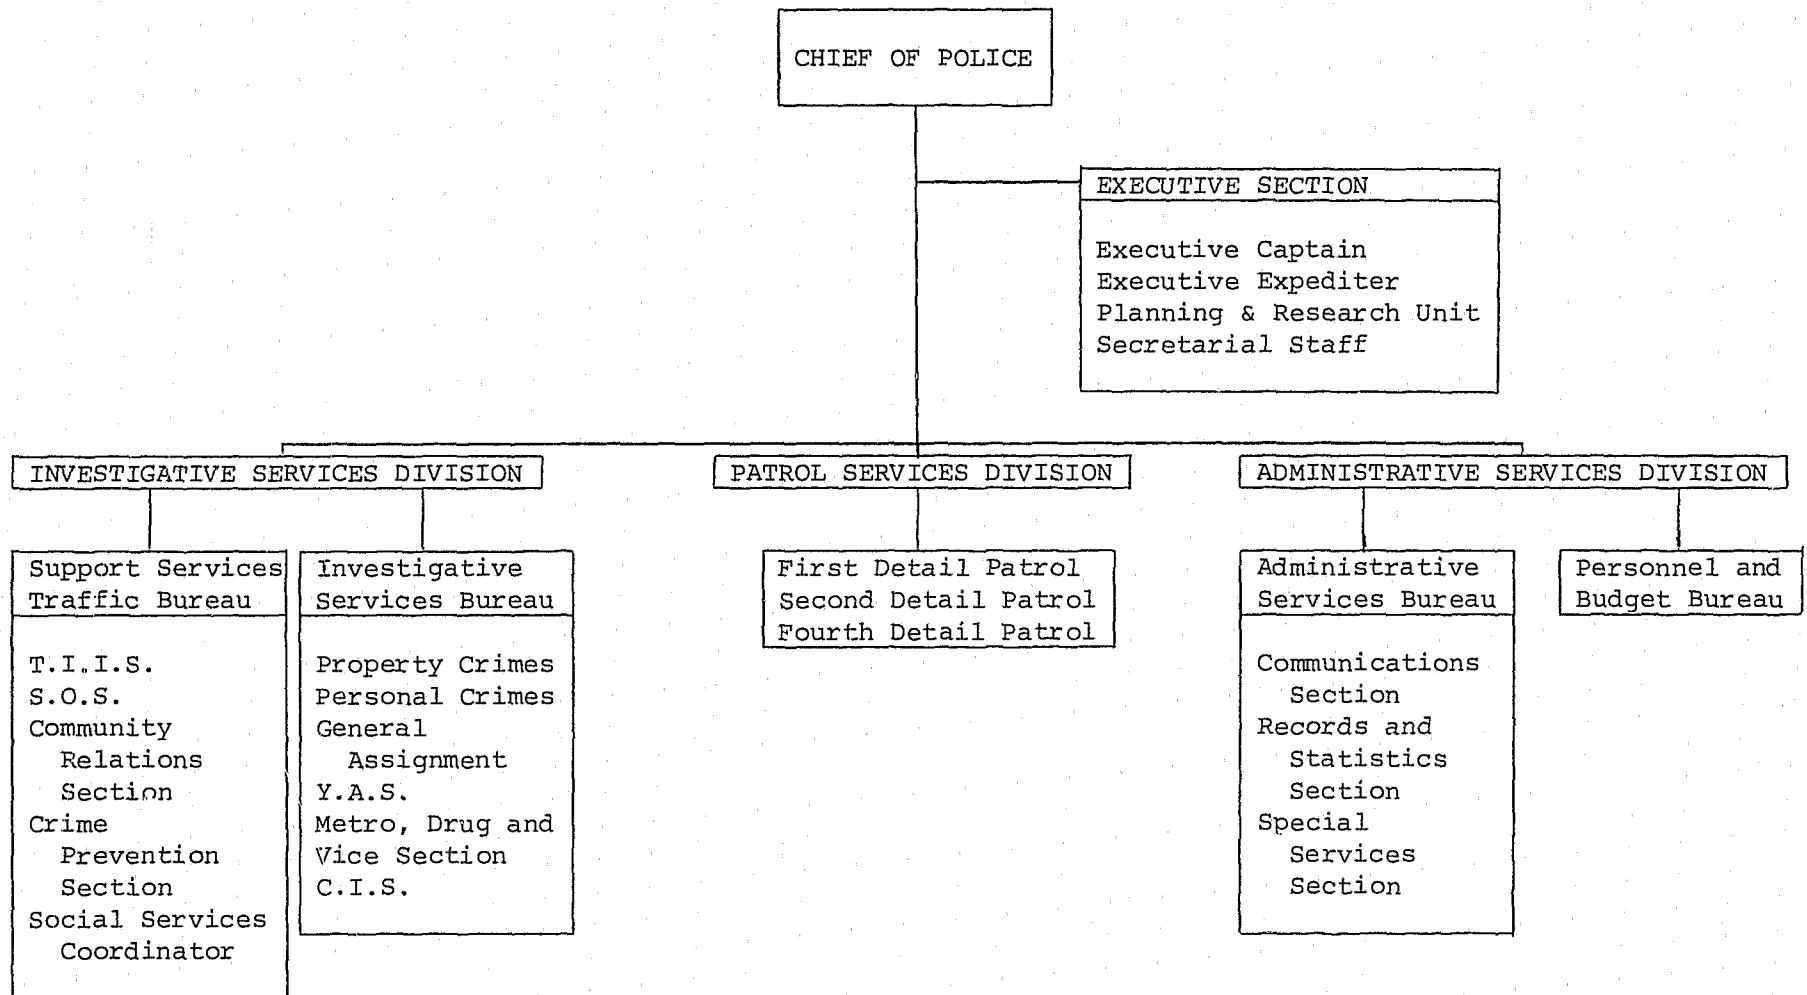 CHIEF OF POLICE
EXECUTIVE SECTION
Executive Captain
Executive Expediter
Planning & Research Unit
Secretarial Staff
INVESTIGATIVE SERVICES DIVISION
Support Services
Traffic Bureau
T.I.I.S.
S.O.S.
Community
Relations
Section
Crime
Prevention
Section
Social Services
Coordinator
Investigative
Services Bureau
Property Crimes
Personal Crimes
General
Assignment
Y.A.S.
Metro, Drug and
Vice Section
C.I.S.
PATROL SERVICES DIVISION
First Detail Patrol
Second Detail Patrol
Fourth Detail Patrol
ADMINISTRATIVE SERVICES DIVISION
Administrative
Services Bureau
Communications
Section
Records and
Statistics
Section
Special
Services
Section
Personnel and
Budget Bureau